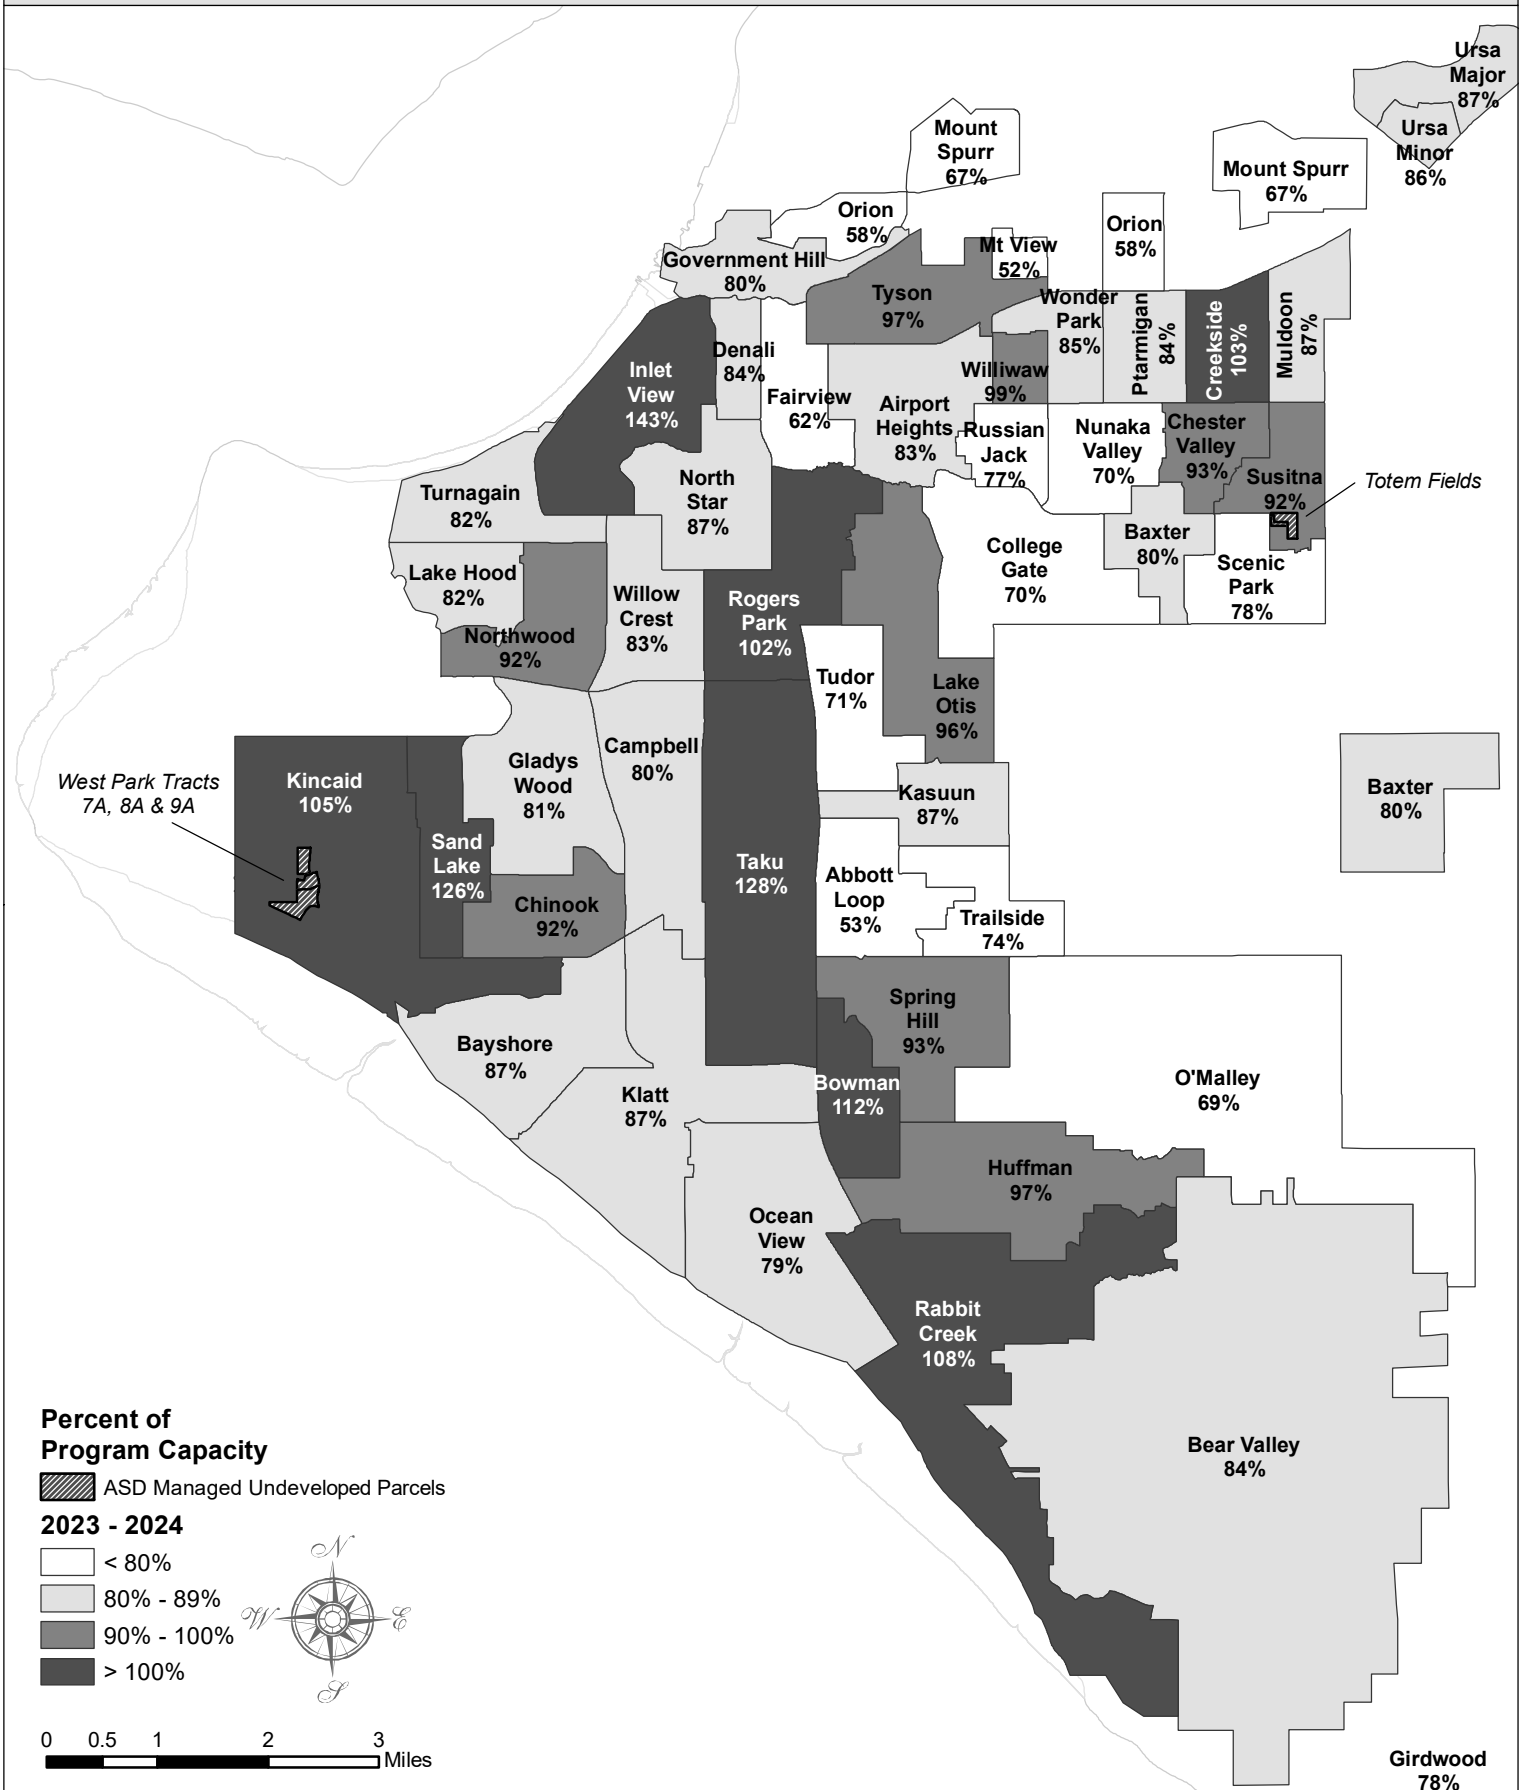 Ursa
Major
87%
Ursa
Minor
86%
Mount
Spurr
67%
Mount Spurr
67%
Orion
58%
Orion
58%
Mt View
52%
Government Hill
80%
Tyson
97%
Wonder
Park
85%
Ptarmigan
84%
Creekside
103%
Muldoon
87%
Denali
84%
Inlet
View
143%
Fairview
62%
Williwaw
99%
Airport
Heights
83%
Russian
Jack
77%
Nunaka
Valley
70%
Chester
Valley
93%
Susitna
92%
Totem Fields
Turnagain
82%
North
Star
87%
Baxter
80%
College
Gate
70%
Scenic
Park
78%
Lake Hood
82%
Willow
Crest
83%
Rogers
Park
102%
Northwood
92%
Tudor
71%
Lake
Otis
96%
Gladys
Wood
81%
Campbell
80%
Kincaid
105%
West Park Tracts
7A, 8A & 9A
Kasuun
87%
Baxter
80%
Sand
Lake
126%
Taku
128%
Abbott
Loop
53%
Chinook
92%
Trailside
74%
Spring
Hill
93%
Bayshore
87%
Klatt
87%
Bowman
112%
O'Malley
69%
Huffman
97%
Ocean
View
79%
Rabbit
Creek
108%
Bear Valley
84%
Percent of
Program Capacity
ASD Managed Undeveloped Parcels
2023 - 2024
< 80%
80% - 89%
90% - 100%
> 100%
N
W
E
S
0 0.5 1 2 3
Miles
Girdwood
78%